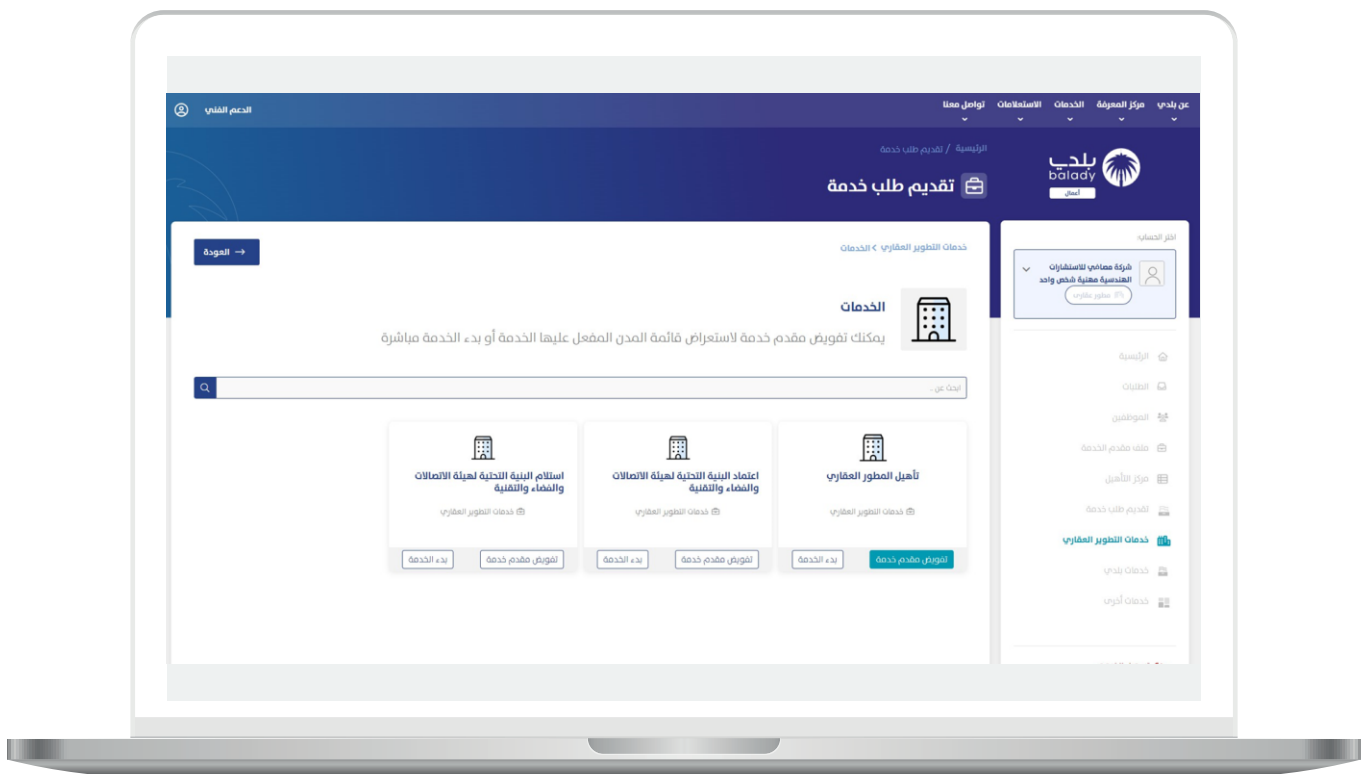 عن بلدي مركز المعرفة الخدمات الاستعلامات تواصل معنا
الدعم الفني
بلدي
balady
أعمال
الرئيسية / تقديم طلب خدمة
تقديم طلب خدمة
اختر الحساب
شركة مصافي للاستشارات
الهندسية مهنية شخص واحد
مطور عقاري
الرئيسية
الطلبات
الموظفين
ملف مقدم الخدمة
مركز التأهيل
تقديم طلب خدمة
خدمات التطوير العقاري
خدمات بلدي
خدمات أخرى
خدمات التطوير العقاري > الخدمات
العودة →
الخدمات
يمكنك تفويض مقدم خدمة لاستعراض قائمة المدن المفعل عليها الخدمة أو بدء الخدمة مباشرة
ابحث عن...
تأهيل المطور العقاري
خدمات التطوير العقاري
تفويض مقدم خدمة
بدء الخدمة
اعتماد البنية التحتية لهيئة الاتصالات
والفضاء والتقنية
خدمات التطوير العقاري
تفويض مقدم خدمة
بدء الخدمة
استلام البنية التحتية لهيئة الاتصالات
والفضاء والتقنية
خدمات التطوير العقاري
تفويض مقدم خدمة
بدء الخدمة